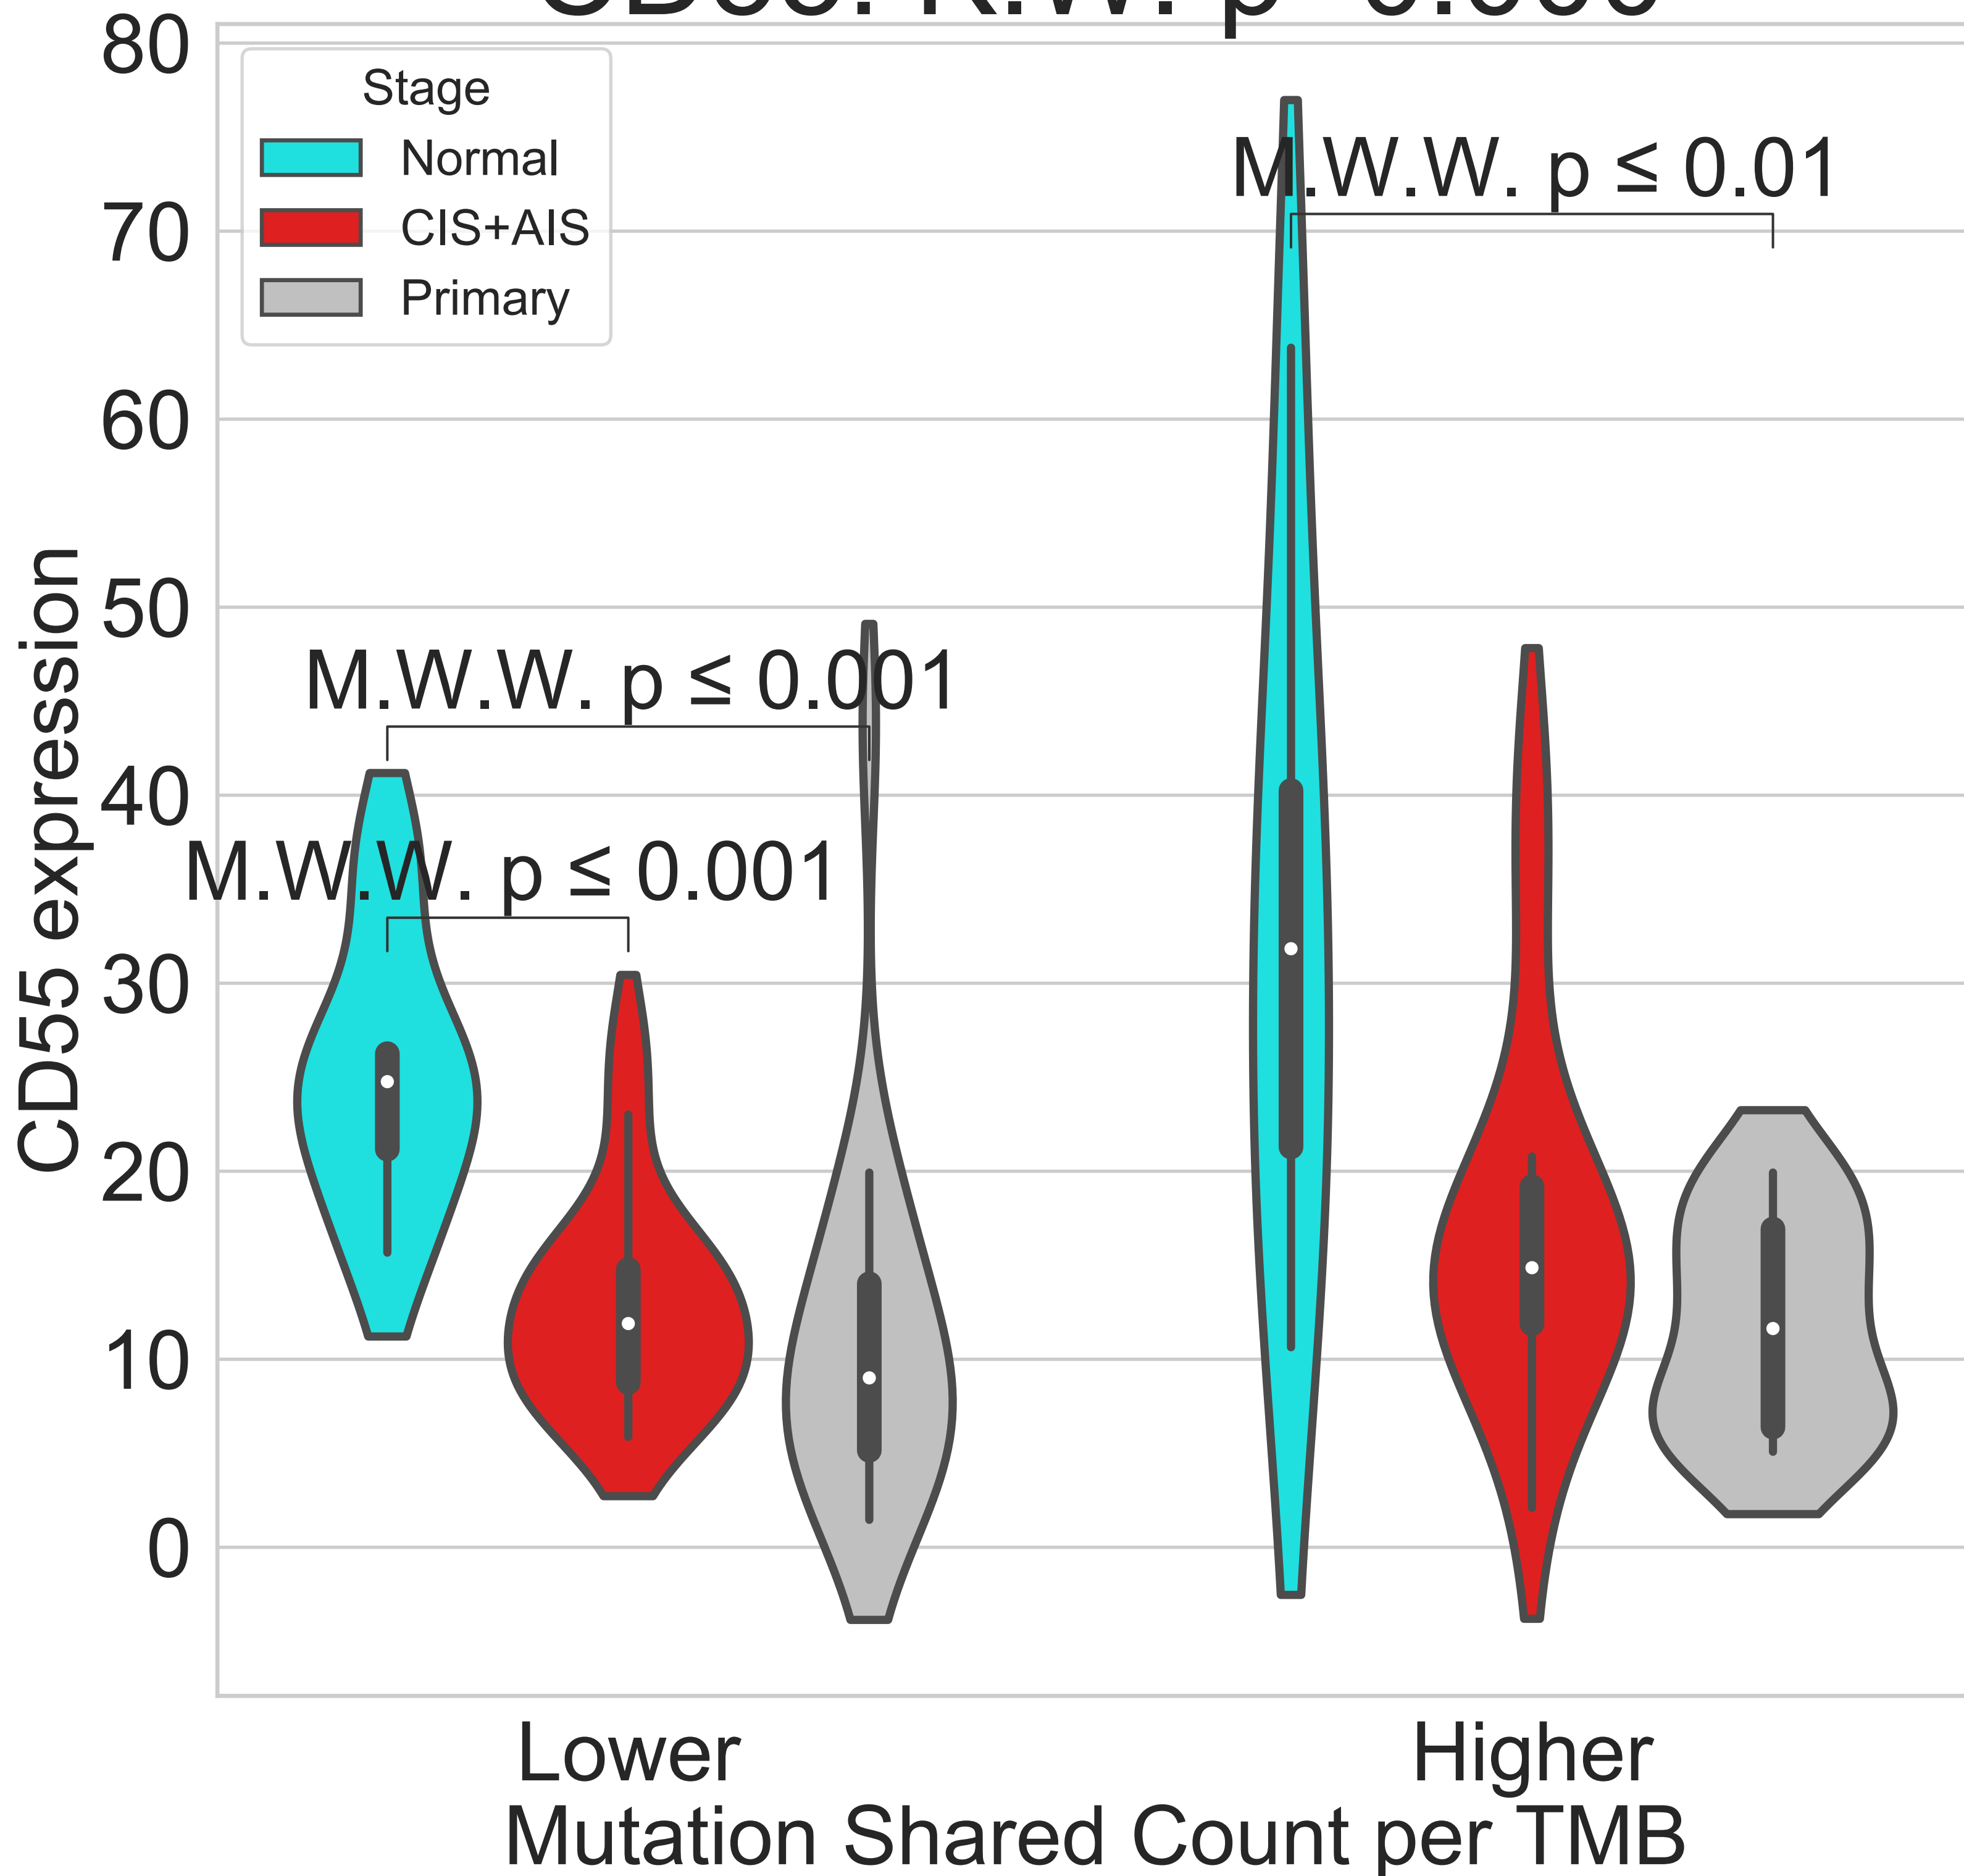 80
Stage
Normal
M.W.W. p ≤ 0.01
70
CIS+AIS
Primary
60
50
M.W.W. p ≤ 0.001
40
M.W.W. p ≤ 0.001
30
20
10
0
CD55 expression
Lower
Higher
Mutation Shared Count per TMB